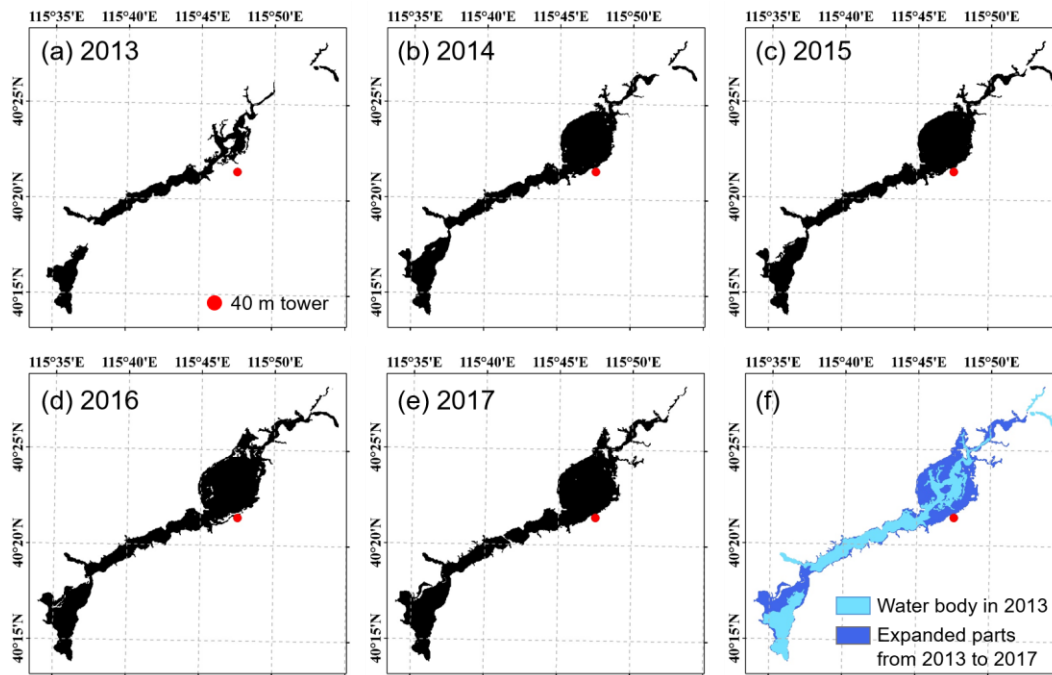 115°35'E 115°40'E 115°45'E 115°50'E
115°35'E 115°40'E 115°45'E 115°50'E
115°35'E 115°40'E 115°45'E 115°50'E
(a) 2013
(b) 2014
(c) 2015
40°25'N
40°20'N
40°15'N
40°25'N
40°20'N
40°15'N
40°25'N
40°20'N
40°15'N
40 m tower
115°35'E 115°40'E 115°45'E 115°50'E
115°35'E 115°40'E 115°45'E 115°50'E
115°35'E 115°40'E 115°45'E 115°50'E
(d) 2016
(e) 2017
(f)
40°25'N
40°20'N
40°15'N
40°25'N
40°20'N
40°15'N
40°25'N
40°20'N
40°15'N
Water body in 2013
Expanded parts
from 2013 to 2017